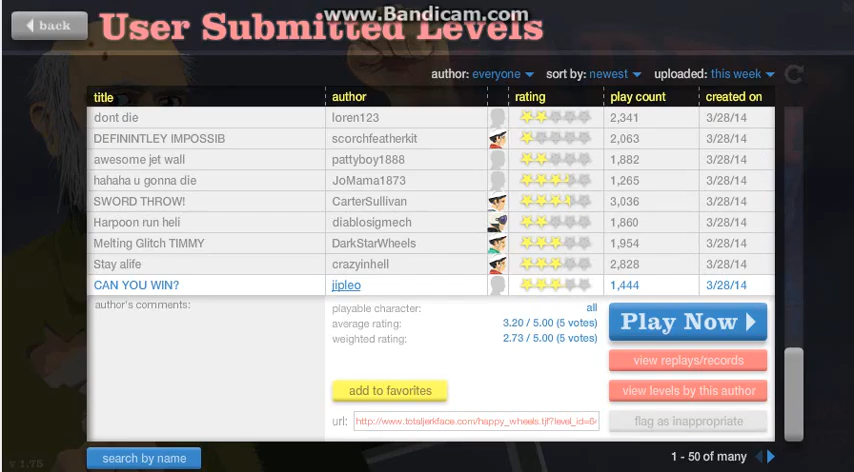 www.Bandicam.com
back
User Submitted Levels
author: everyone sort by: newest uploaded: this week
title author rating play count created on
dont die loren123 2,341 3/28/14
DEFININTLEY IMPOSSIB scorchfeatherkit 2,063 3/28/14
awesome jet wall pattyboy1888 1,882 3/28/14
hahaha u gonna die JoMama1873 1,265 3/28/14
SWORD THROW! CarterSullivan 3,036 3/28/14
Harpoon run heli diablosigmech 1,860 3/28/14
Melting Glitch TIMMY DarkStarWheels 1,954 3/28/14
Stay alife crazyinhell 2,828 3/28/14
CAN YOU WIN? jipleo 1,444 3/28/14
author's comments:
playable character: all
average rating: 3.20 / 5.00 (5 votes)
weighted rating: 2.73 / 5.00 (5 votes)
Play Now
view replays/records
add to favorites
view levels by this author
url: http://www.totaljerkface.com/happy_wheels.tjf?level_id=5
flag as inappropriate
search by name
1 - 50 of many
v 1.75